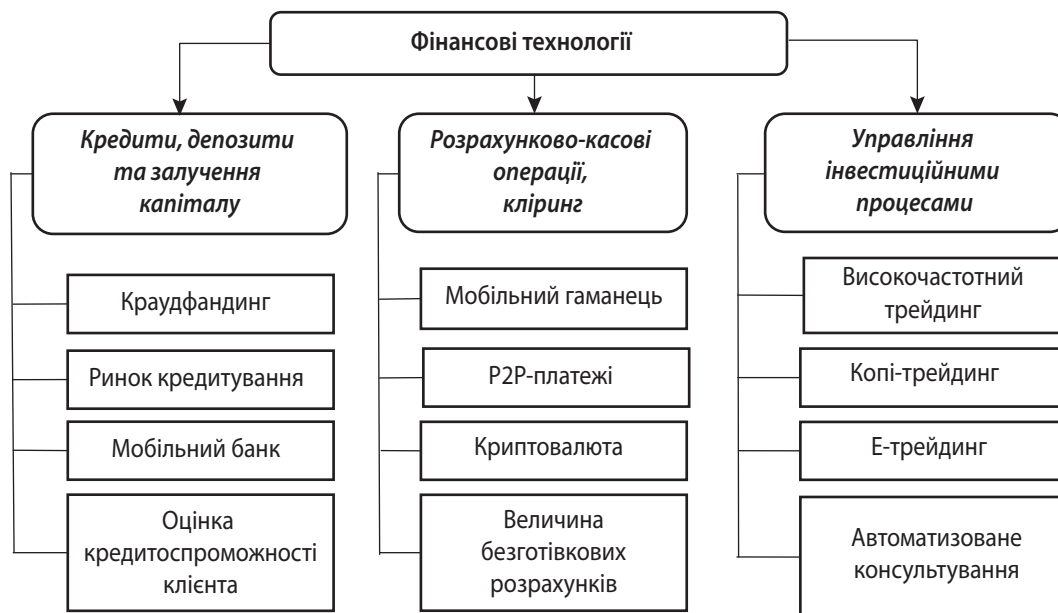 Фінансові технології
Кредити, депозити
та залучення
капіталу
Краудфандинг
Ринок кредитування
Мобільний банк
Оцінка
кредитоспроможності
клієнта
Розрахунково-касові
операції,
кліринг
Мобільний гаманець
P2P-платежі
Криптовалюта
Величина
безготівкових
розрахунків
Управління
інвестиційними
процесами
Високочастотний
трейдинг
Копі-трейдинг
Е-трейдинг
Автоматизоване
консультування